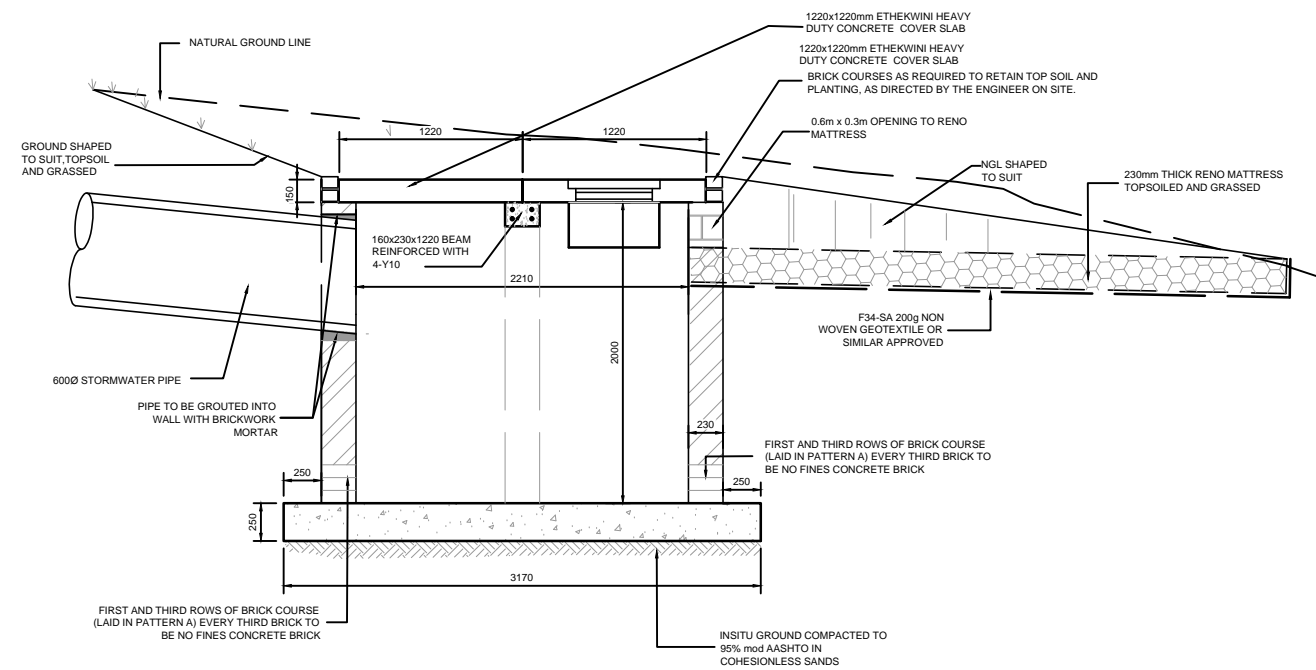 1220x1220mm ETHEKWINI HEAVY
DUTY CONCRETE COVER SLAB
NATURAL GROUND LINE
1220x1220mm ETHEKWINI HEAVY
DUTY CONCRETE COVER SLAB
BRICK COURSES AS REQUIRED TO RETAIN TOP SOIL AND
PLANTING, AS DIRECTED BY THE ENGINEER ON SITE.
0.6m x 0.3m OPENING TO RENO
MATTRESS
1220
1220
GROUND SHAPED
TO SUIT,TOPSOIL
AND GRASSED
NGL SHAPED
TO SUIT
230mm THICK RENO MATTRESS
TOPSOILED AND GRASSED
150
160x230x1220 BEAM
REINFORCED WITH
4-Y10
2210
F34-SA 200g NON
WOVEN GEOTEXTILE OR
SIMILAR APPROVED
2000
600Ø STORMWATER PIPE
PIPE TO BE GROUTED INTO
WALL WITH BRICKWORK
MORTAR
230
FIRST AND THIRD ROWS OF BRICK COURSE
(LAID IN PATTERN A) EVERY THIRD BRICK TO
BE NO FINES CONCRETE BRICK
250
250
250
3170
FIRST AND THIRD ROWS OF BRICK COURSE
(LAID IN PATTERN A) EVERY THIRD BRICK TO
BE NO FINES CONCRETE BRICK
INSITU GROUND COMPACTED TO
95% mod AASHTO IN
COHESIONLESS SANDS